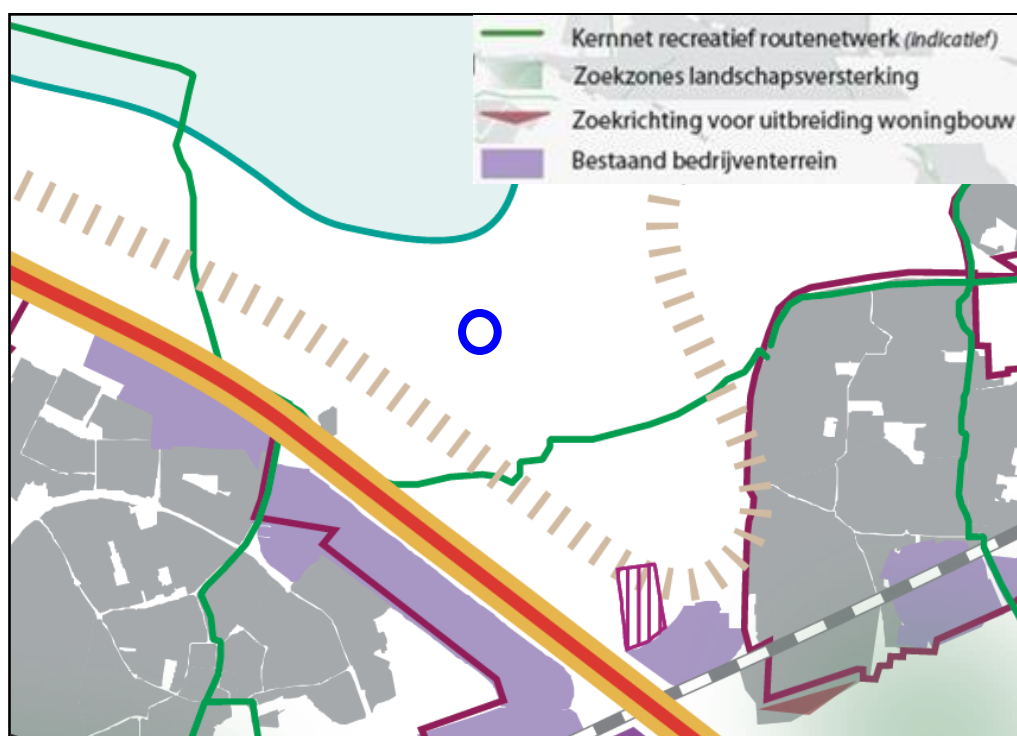 Kernnet recreatief routenetwerk (indicatief)
Zoekzones landschapsversterking
Zoekrichting voor uitbreiding woningbouw
Bestaand bedrijventerrein